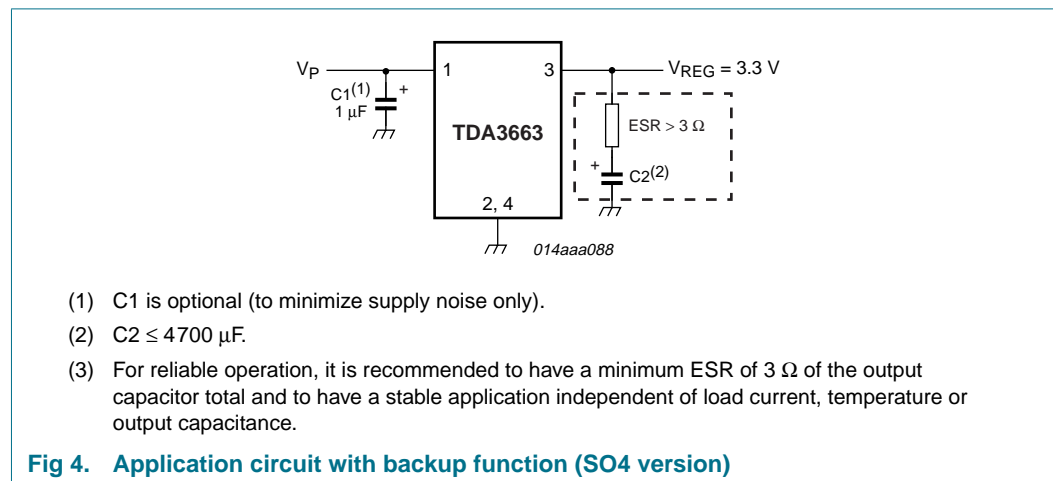 VP
1
3
VREG = 3.3 V
C1(1)
+
1 μF
TDA3663
ESR > 3 Ω
+
C2(2)
2, 4
014aaa088
(1) C1 is optional (to minimize supply noise only).
(2) C2 ≤ 4700 μF.
(3) For reliable operation, it is recommended to have a minimum ESR of 3 Ω of the output
capacitor total and to have a stable application independent of load current, temperature or
output capacitance.
Fig 4. Application circuit with backup function (SO4 version)